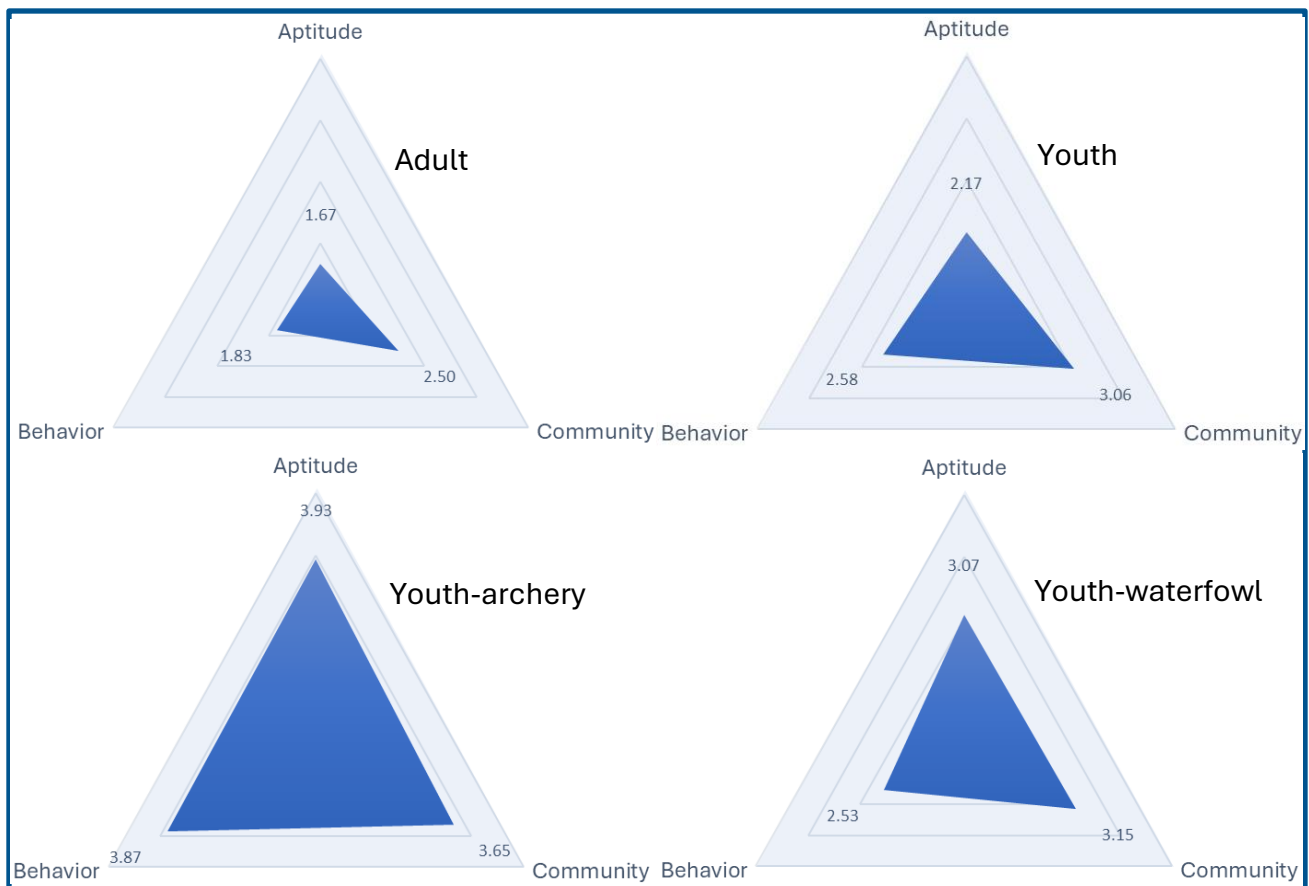 Aptitude
Adult
1.67
1.83
2.50
Behavior
Community
Aptitude
Youth
2.17
2.58
3.06
Behavior
Community
Aptitude
3.93
Youth-archery
3.87
3.65
Behavior
Community
Aptitude
3.07
Youth-waterfowl
2.53
3.15
Behavior
Community